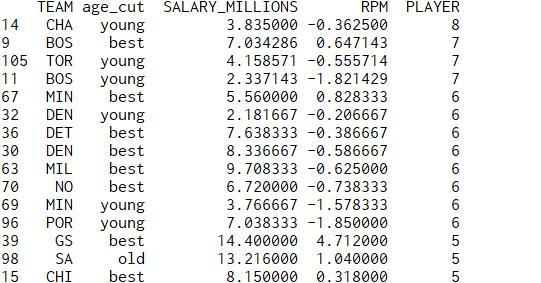 TEAM age_cut SALARY_MILLIONS RPM PLAYER
14 CHA young 3.835000 -0.362500 8
9 BOS best 7.034286 0.647143 7
105 TOR young 4.158571 -0.555714 7
11 BOS young 2.337143 -1.821429 7
67 MIN best 5.560000 0.828333 6
32 DEN young 2.181667 -0.206667 6
36 DET best 7.638333 -0.386667 6
30 DEN best 8.336667 -0.586667 6
63 MIL best 9.708333 -0.625000 6
70 NO best 6.720000 -0.738333 6
69 MIN young 3.766667 -1.578333 6
96 POR young 7.038333 -1.850000 6
39 GS best 14.400000 4.712000 5
98 SA old 13.216000 1.040000 5
15 CHI best 8.150000 0.318000 5